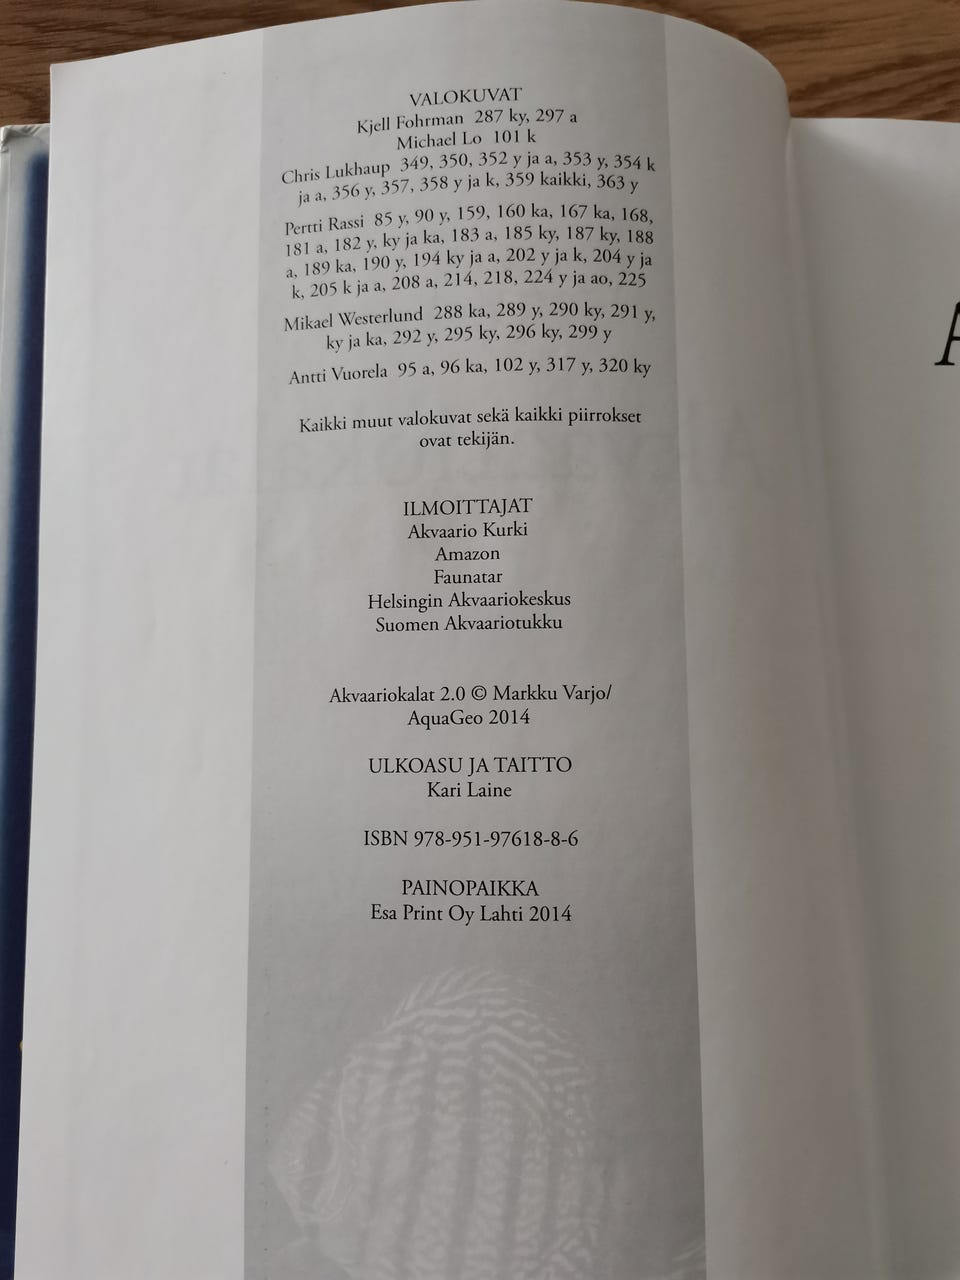 VALOKUVAT
Kjell Fohrman 287 ky, 297 a
Michael Lo 101 k
Chris Lukhaup 349, 350, 352 y ja a, 353 y, 354 k
ja a, 356 y, 357, 358 y ja k, 359 kaikki, 363 y
Pertti Rassi 85 y, 90 y, 159, 160 ka, 167 ka, 168,
181 a, 182 y, ky ja ka, 183 a, 185 ky, 187 ky, 188
a, 189 ka, 190 y, 194 ky ja a, 202 y ja k, 204 y ja
k, 205 k ja a, 208 a, 214, 218, 224 y ja ao, 225
Mikael Westerlund 288 ka, 289 y, 290 ky, 291 y,
ky ja ka, 292 y, 295 ky, 296 ky, 299 y
Antti Vuorela 95 a, 96 ka, 102 y, 317 y, 320 ky
Kaikki muut valokuvat sekä kaikki piirrokset
ovat tekijän.
ILMOITTAJAT
Akvaario Kurki
Amazon
Faunatar
Helsingin Akvaariokeskus
Suomen Akvaariotukku
Akvaariokalat 2.0 © Markku Varjo/
AquaGeo 2014
ULKOASU JA TAITTO
Kari Laine
ISBN 978-951-97618-8-6
PAINOPAIKKA
Esa Print Oy Lahti 2014
A